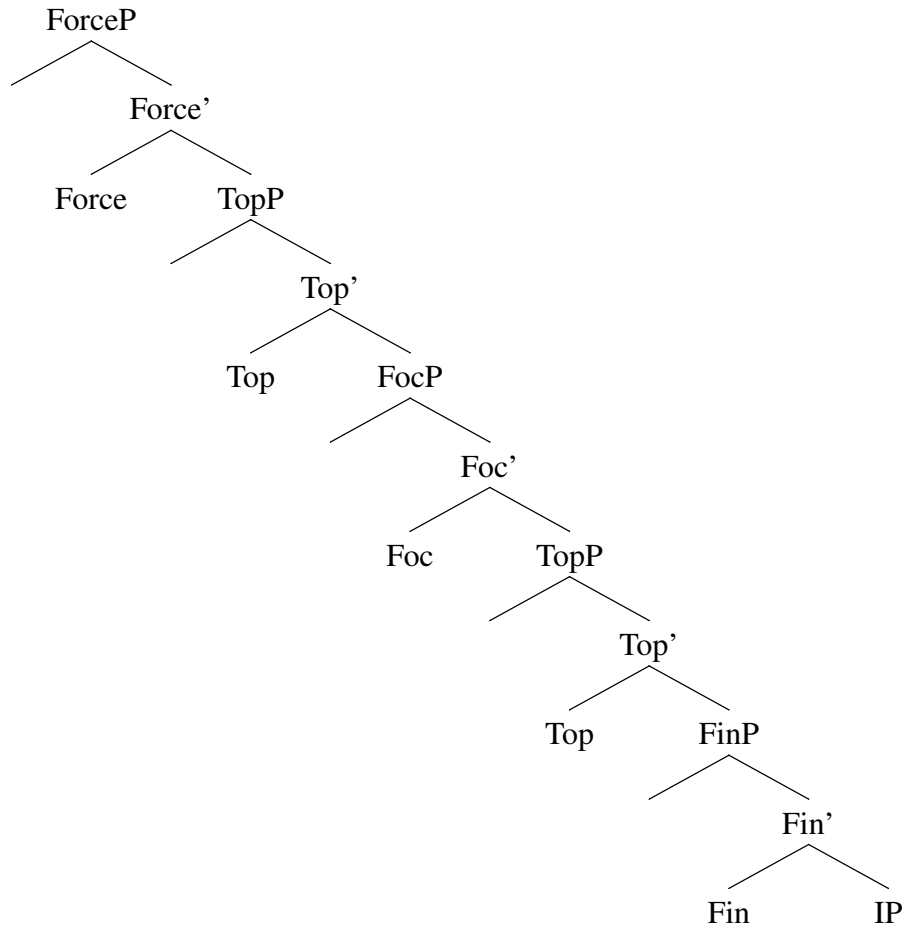 ForceP
Force’
Force TopP
Top’
Top FocP
Foc’
Foc TopP
Top’
Top FinP
Fin’
Fin IP